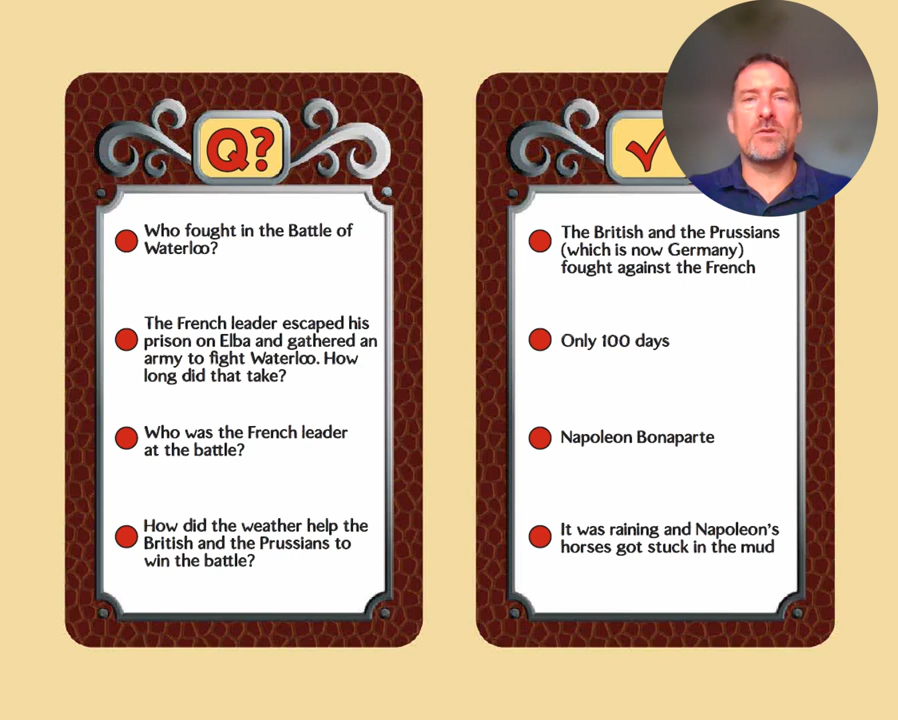 Q?
Who fought in the Battle of
Waterloo?
The French leader escaped his
prison on Elba and gathered an
army to fight Waterloo. How
long did that take?
Who was the French leader
at the battle?
How did the weather help the
British and the Prussians to
win the battle?
The British and the Prussians
(which is now Germany)
fought against the French
Only 100 days
Napoleon Bonaparte
It was raining and Napoleon's
horses got stuck in the mud